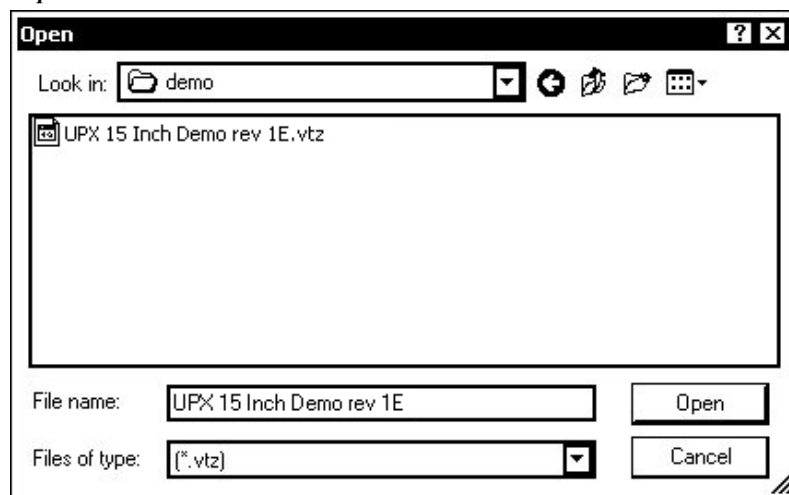 Open
Look in: demo
UPX 15 Inch Demo rev 1E.vtz
File name: UPX 15 Inch Demo rev 1E Open
Files of type: (*.vtz) Cancel